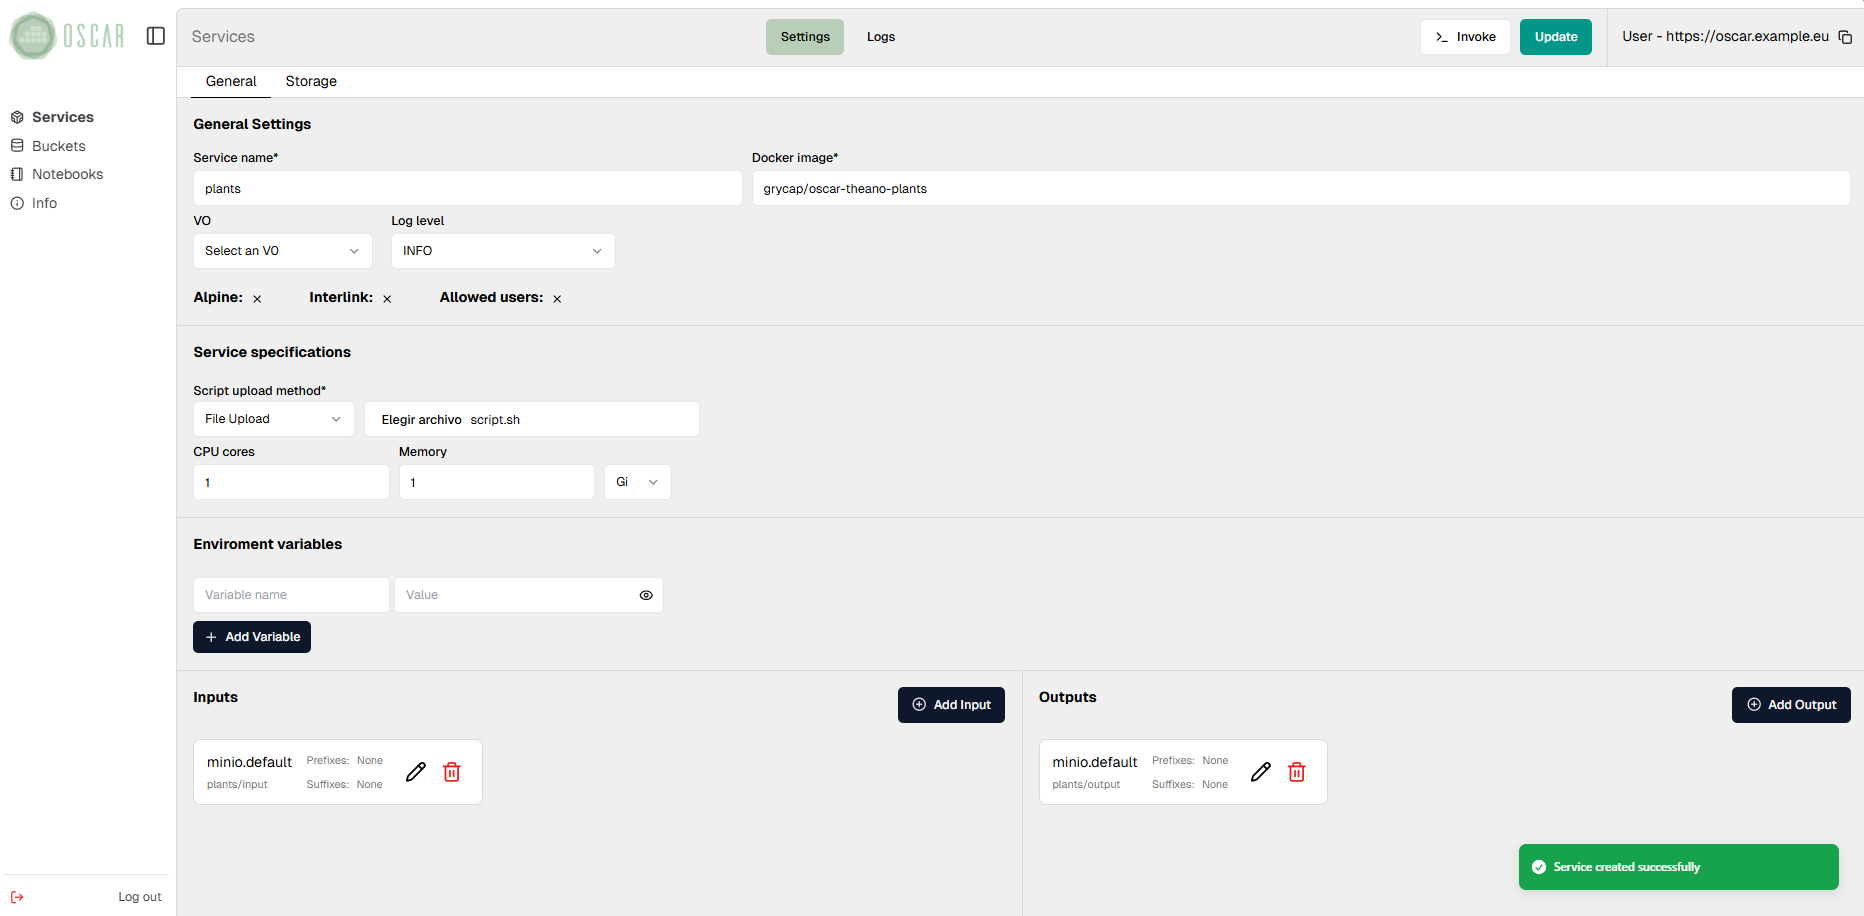 OSCAR
Services
Settings
Logs
Invoke
Update
User - https://oscar.example.eu
General
Storage
Services
Buckets
Notebooks
Info
General Settings
Service name*
Docker image*
plants
grycap/oscar-theano-plants
VO
Log level
Select an VO
INFO
Alpine:
Interlink:
Allowed users:
Service specifications
Script upload method*
File Upload
Elegir archivo script.sh
CPU cores
Memory
1
1
Gi
Enviroment variables
Variable name
Value
Add Variable
Inputs
Add Input
minio.default
Prefixes: None
plants/input
Suffixes: None
Outputs
Add Output
minio.default
Prefixes: None
plants/output
Suffixes: None
Service created successfully
Log out